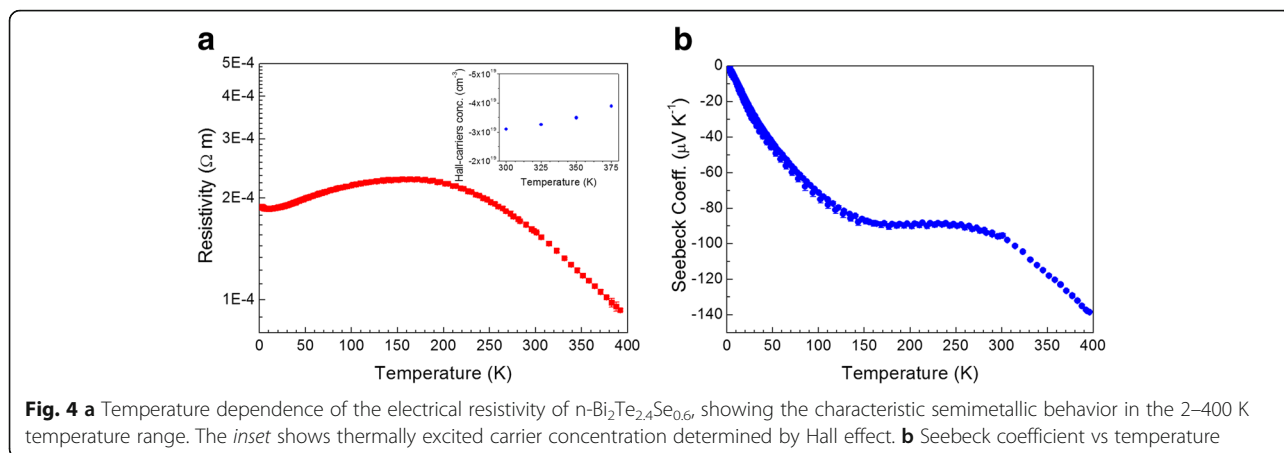 a
5E-4
4E-4
3E-4
2E-4
1E-4
Resistivity (Ω m)
0 50 100 150 200 250 300 350 400
Temperature (K)
-5x10¹⁹
-4x10¹⁹
-3x10¹⁹
-2x10¹⁹
Hall-carriers conc. (cm⁻³)
300 325 350 375
Temperature (K)
b
0
-20
-40
-60
-80
-100
-120
-140
Seebeck Coeff. (μV K⁻¹)
0 50 100 150 200 250 300 350 400
Temperature (K)
Fig. 4 a Temperature dependence of the electrical resistivity of n-Bi₂Te₂.₄Se₀.₆, showing the characteristic semimetallic behavior in the 2–400 K
temperature range. The inset shows thermally excited carrier concentration determined by Hall effect. b Seebeck coefficient vs temperature